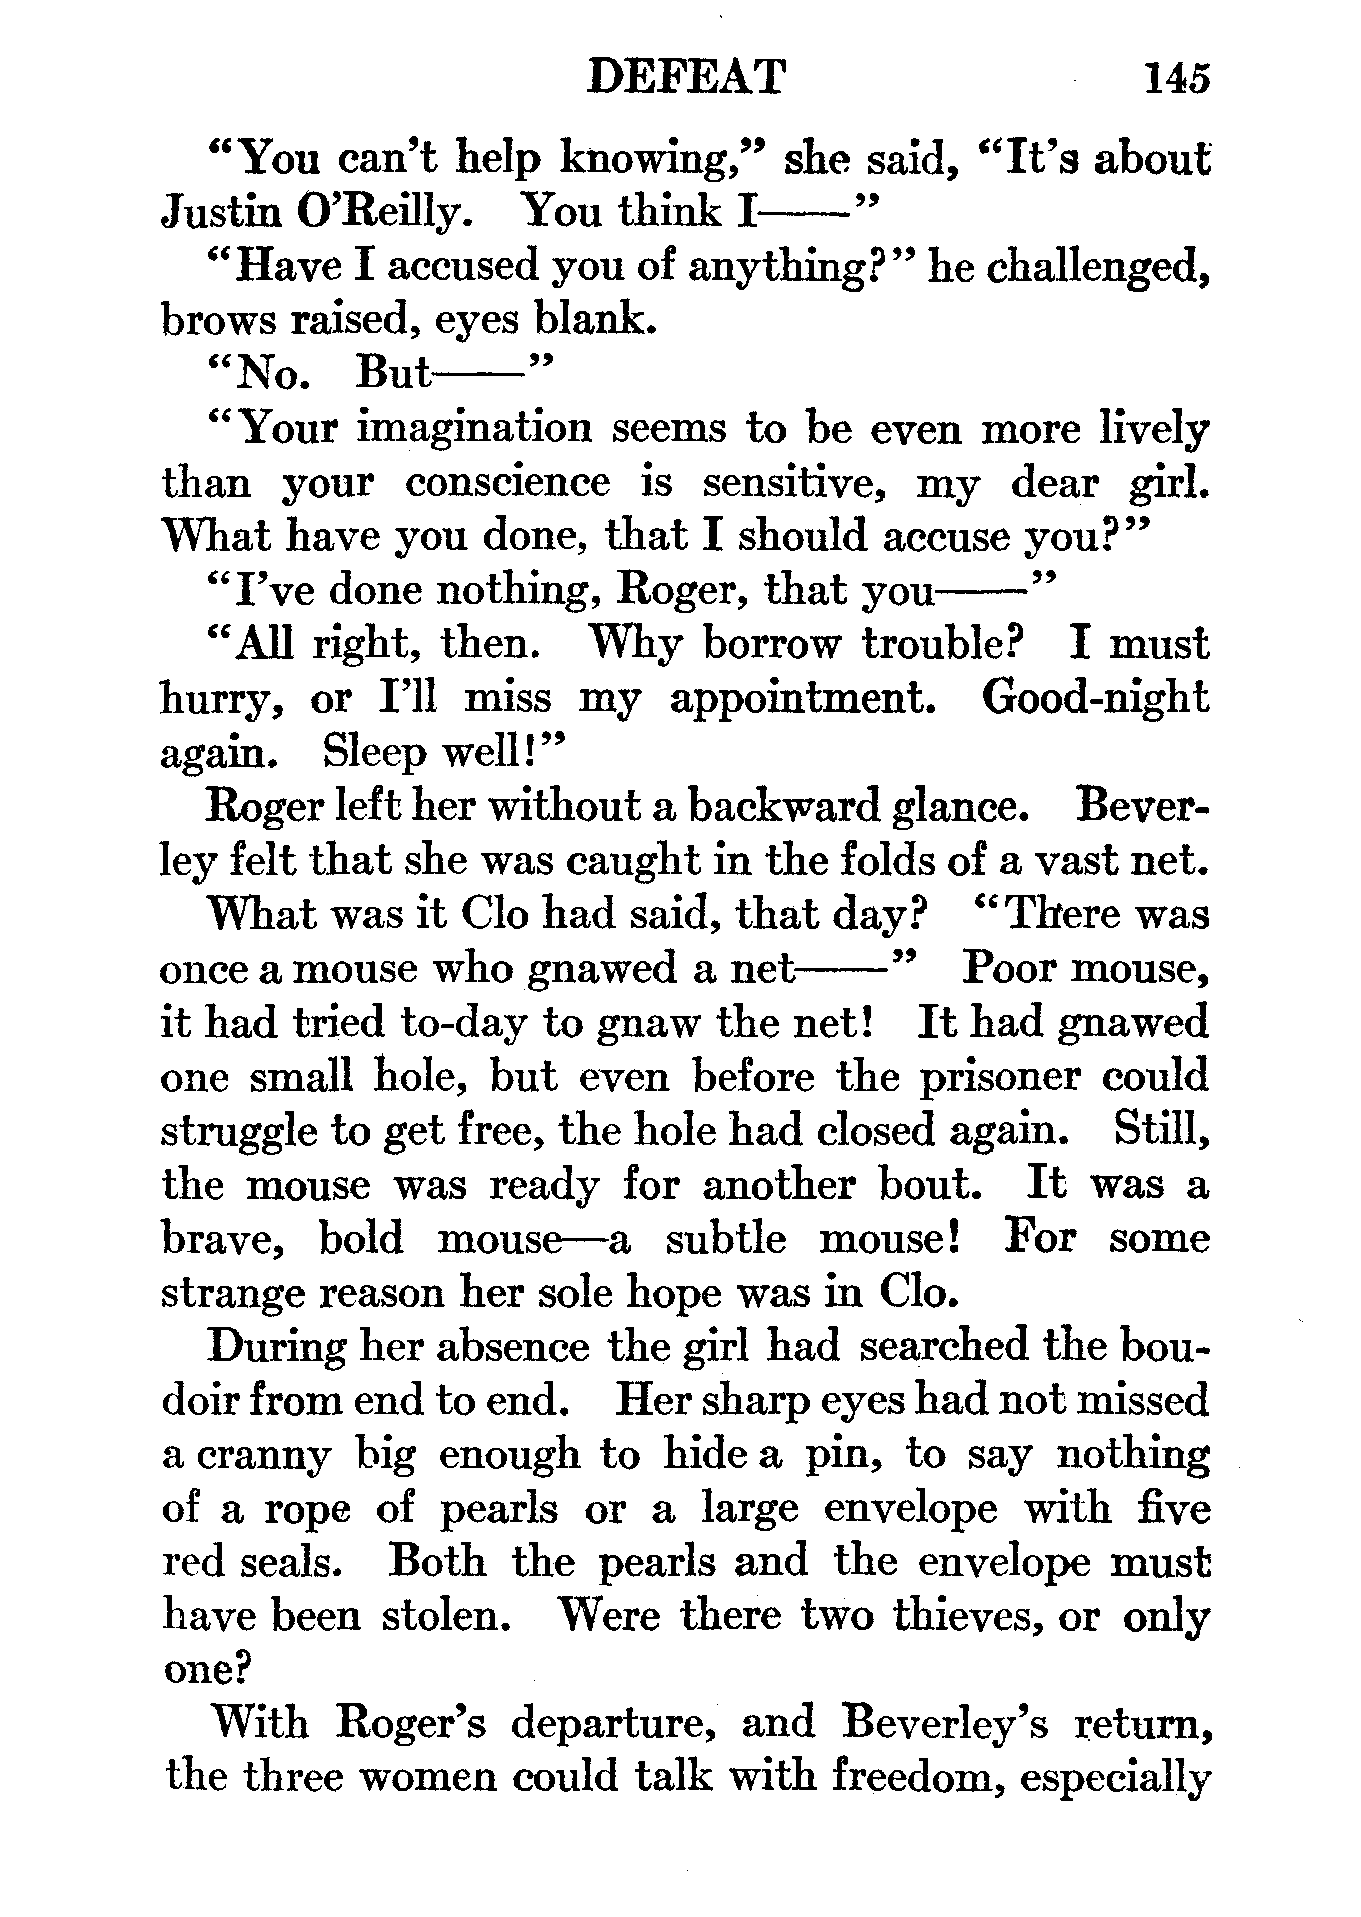 DEFEAT 145
“You can’t help knowing,” she said, “It’s about
Justin O’Reilly. You think I——”
“Have I accused you of anything?” he challenged,
brows raised, eyes blank.
“No. But——”
“Your imagination seems to be even more lively
than your conscience is sensitive, my dear girl.
What have you done, that I should accuse you?”
“I’ve done nothing, Roger, that you——”
“All right, then. Why borrow trouble? I must
hurry, or I’ll miss my appointment. Good-night
again. Sleep well!”
Roger left her without a backward glance. Bever-
ley felt that she was caught in the folds of a vast net.
What was it Clo had said, that day? “There was
once a mouse who gnawed a net——” Poor mouse,
it had tried to-day to gnaw the net! It had gnawed
one small hole, but even before the prisoner could
struggle to get free, the hole had closed again. Still,
the mouse was ready for another bout. It was a
brave, bold mouse—a subtle mouse! For some
strange reason her sole hope was in Clo.
During her absence the girl had searched the bou-
doir from end to end. Her sharp eyes had not missed
a cranny big enough to hide a pin, to say nothing
of a rope of pearls or a large envelope with five
red seals. Both the pearls and the envelope must
have been stolen. Were there two thieves, or only
one?
With Roger’s departure, and Beverley’s return,
the three women could talk with freedom, especially